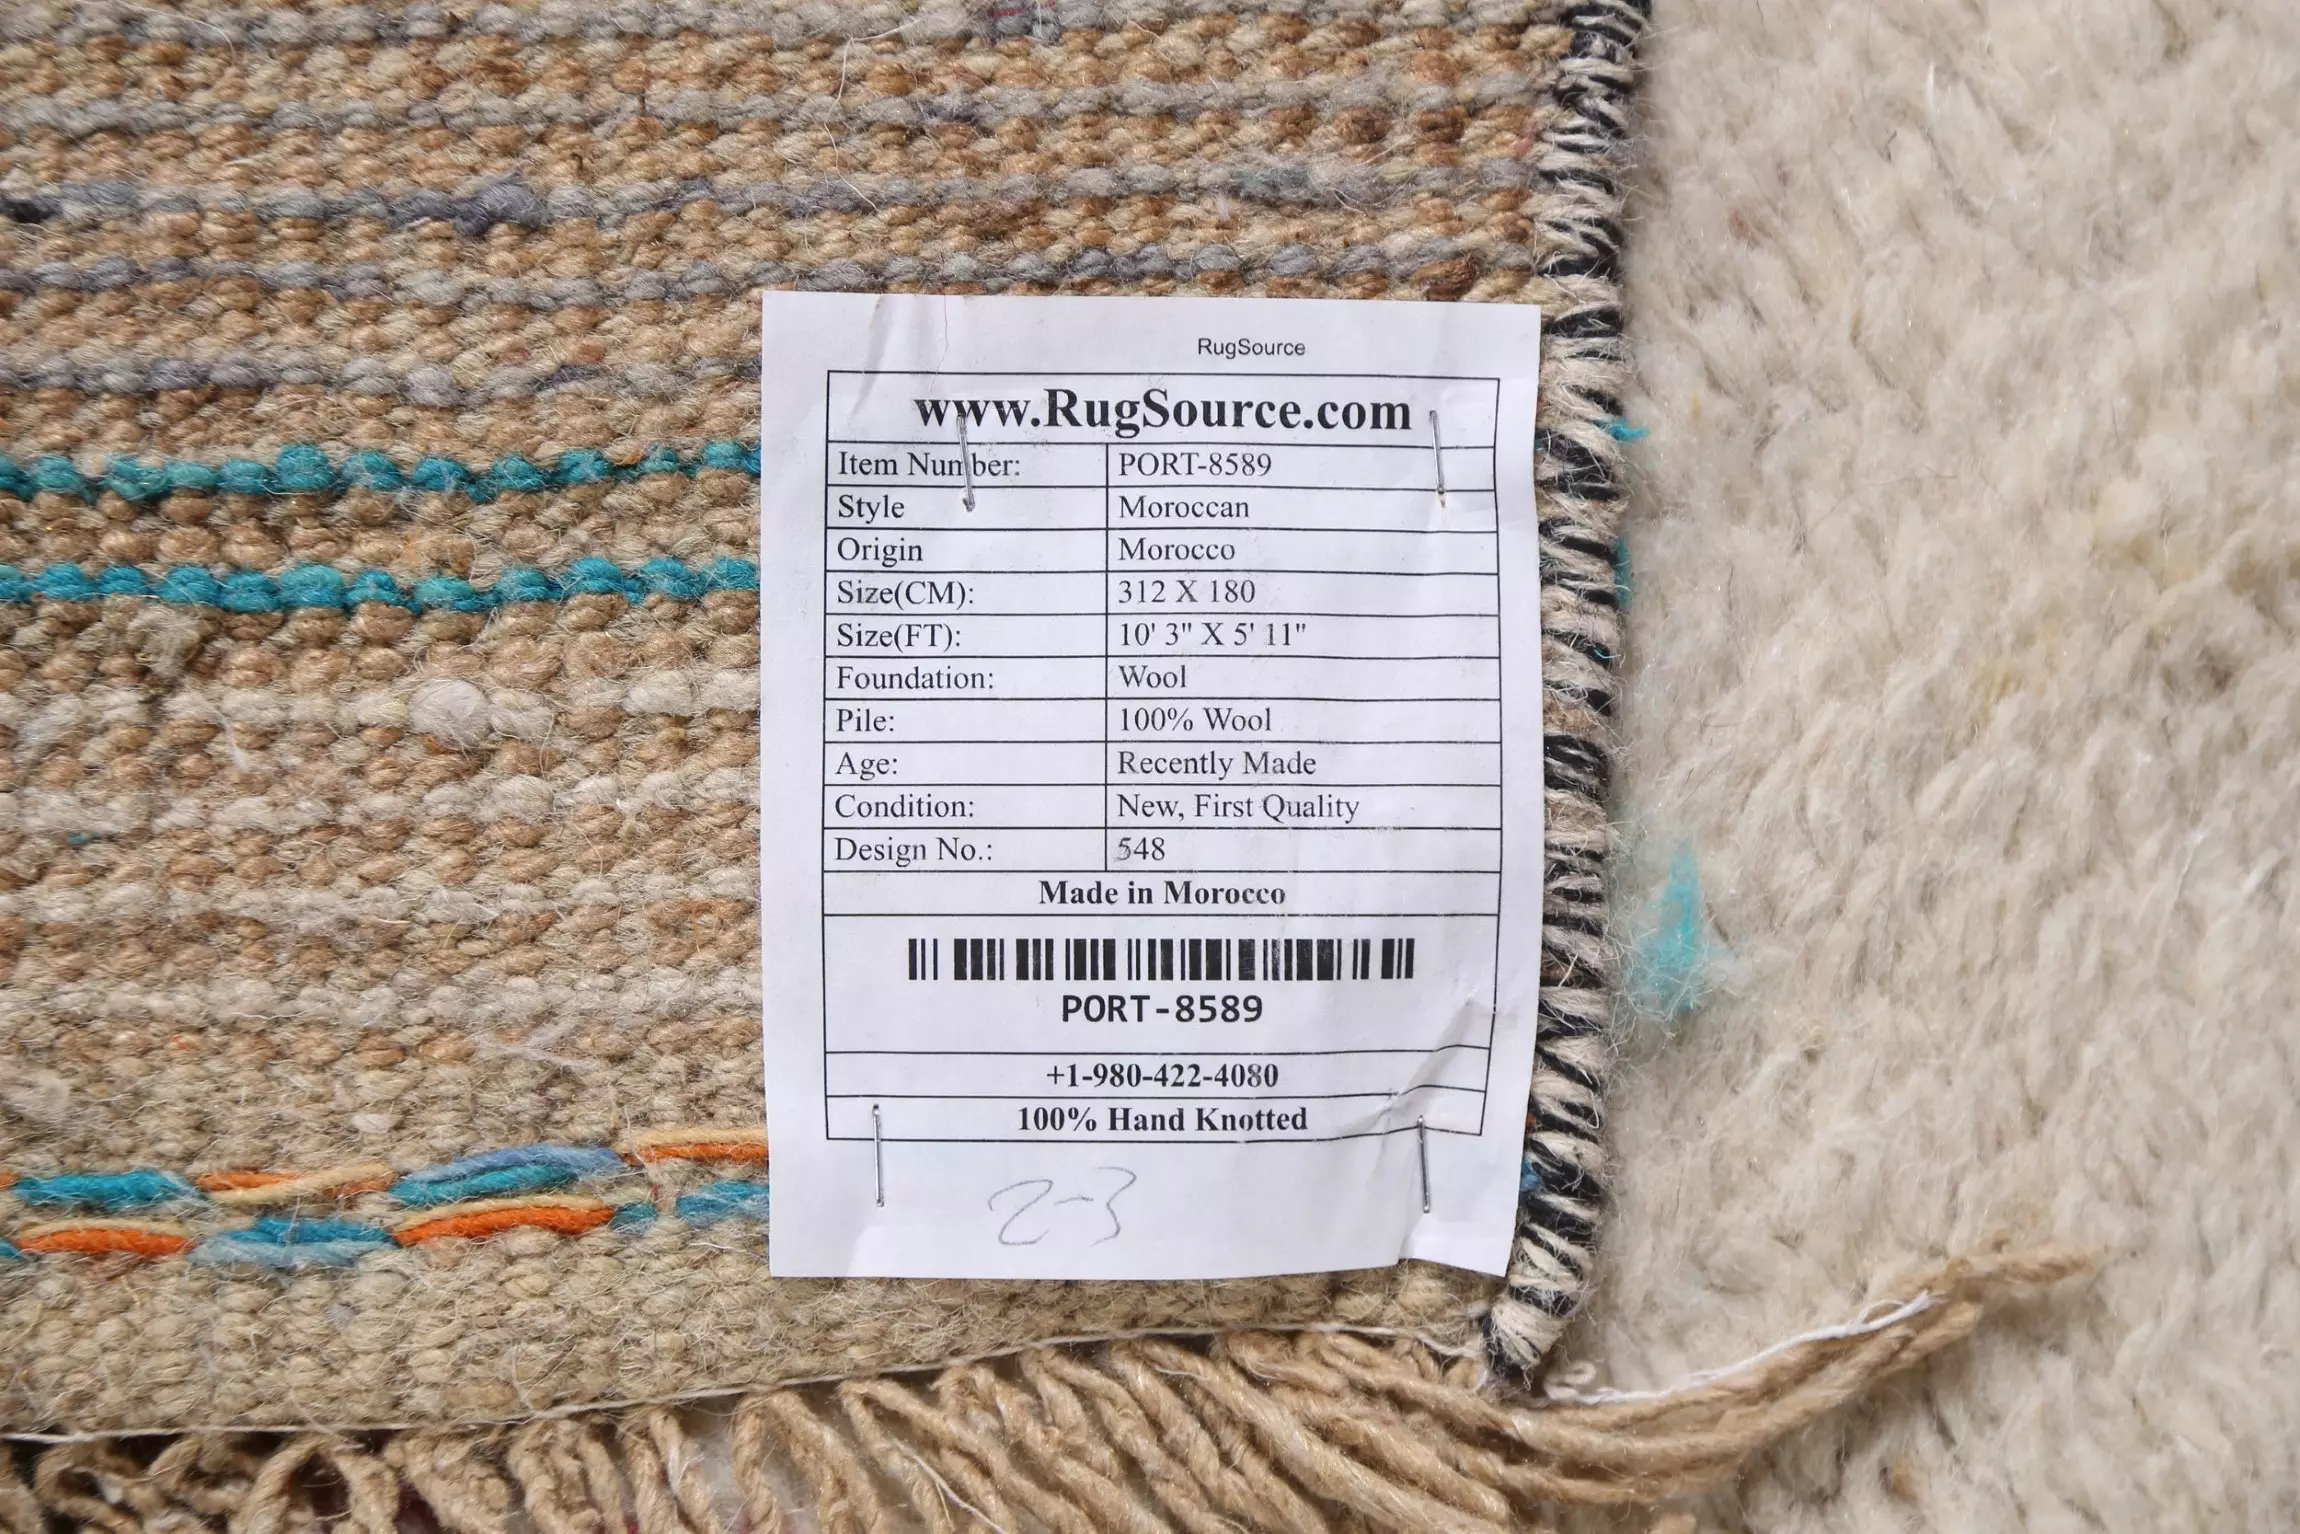 RugSource
www.RugSource.com
Item Number: PORT-8589
Style Moroccan
Origin Morocco
Size(CM): 312 X 180
Size(FT): 10' 3" X 5' 11"
Foundation: Wool
Pile: 100% Wool
Age: Recently Made
Condition: New, First Quality
Design No.: 548
Made in Morocco
PORT-8589
+1-980-422-4080
100% Hand Knotted
2-3